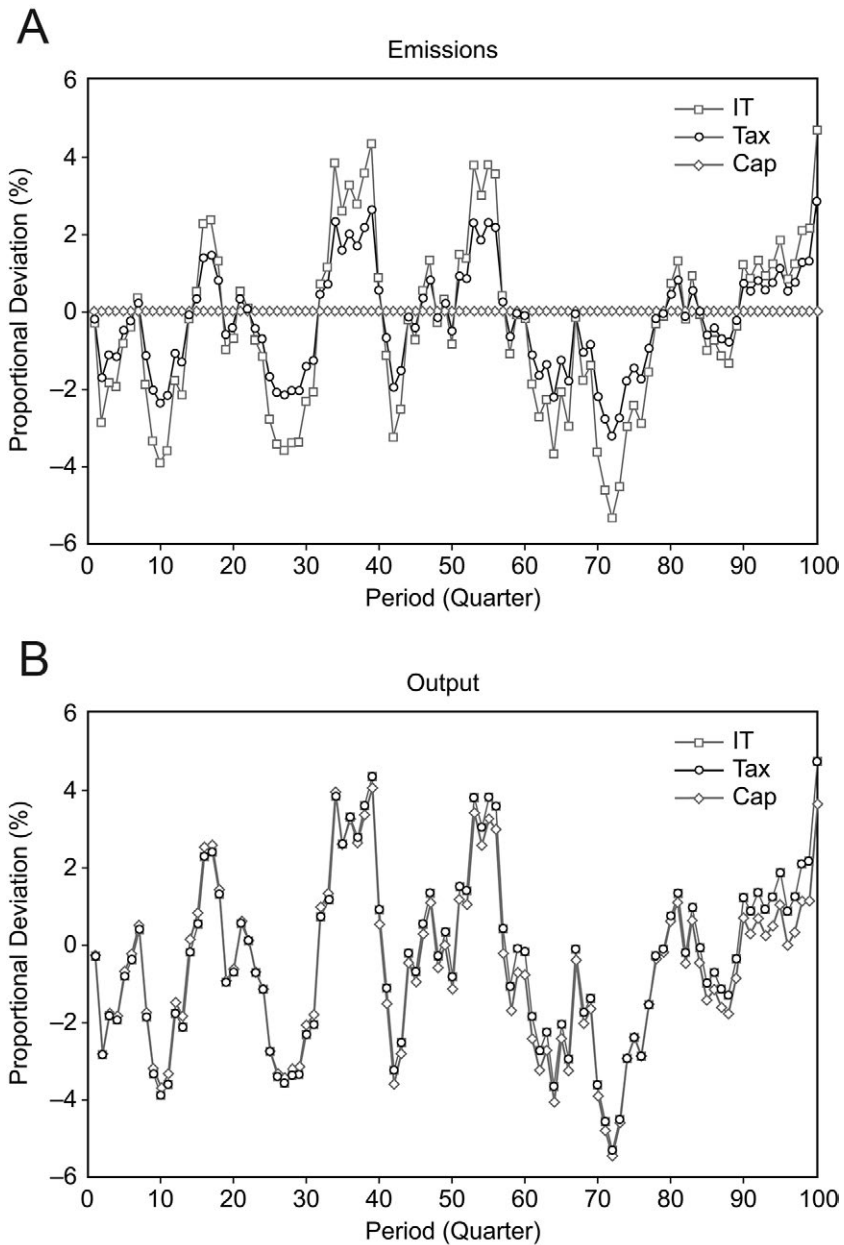 A
Emissions
6
4
2
0
–2
–4
–6
Proportional Deviation (%)
IT
Tax
Cap
0 10 20 30 40 50 60 70 80 90 100
Period (Quarter)
B
Output
6
4
2
0
–2
–4
–6
Proportional Deviation (%)
IT
Tax
Cap
0 10 20 30 40 50 60 70 80 90 100
Period (Quarter)